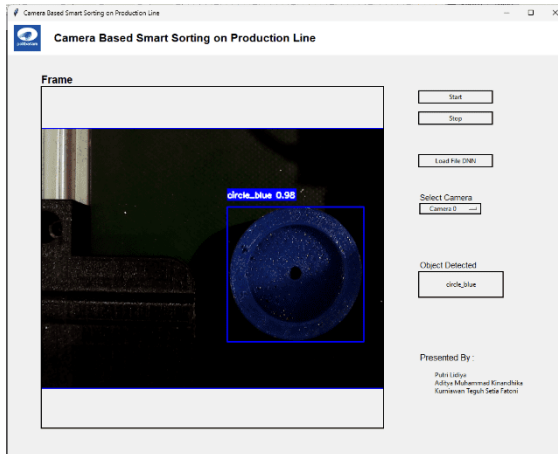 Camera Based Smart Sorting on Production Line
Camera Based Smart Sorting on Production Line
Frame
circle_blue 0.98
Start
Stop
Load File DNN
Select Camera
Camera 0
Object Detected
circle_blue
Presented By :
Putri Lidiya
Aditya Muhammad Kinandhika
Kurniawan Teguh Setia Fatoni